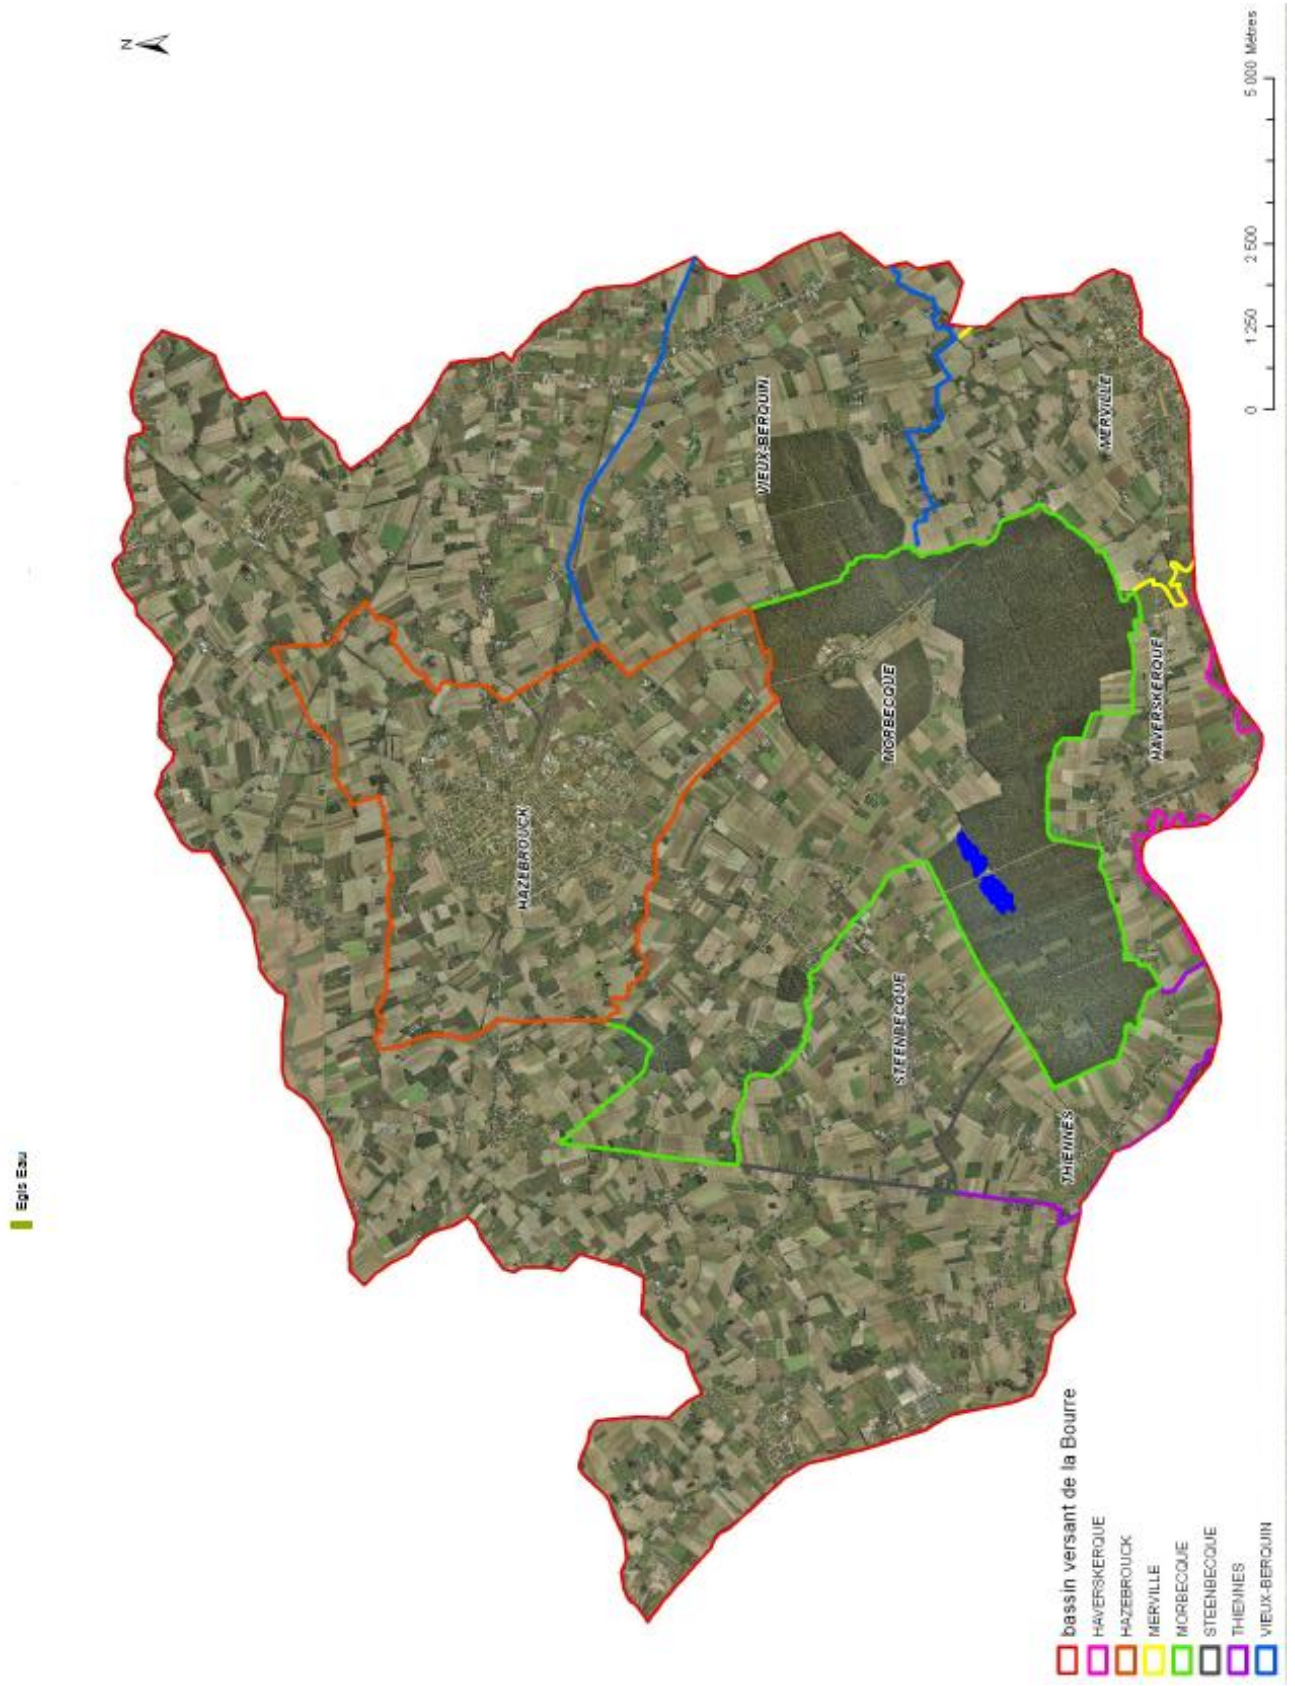 Egis Eau
N
HAZEBROUCK
VIEUX-BERQUIN
MORBECQUE
STEENBECQUE
MERVILLE
HAVERSKERQUE
THIENNES
bassin versant de la Bourre
HAVERSKERQUE
HAZEBROUCK
MERVILLE
MORBECQUE
STEENBECQUE
THIENNES
VIEUX-BERQUIN
0 1 250 2 500 5 000 Mètres